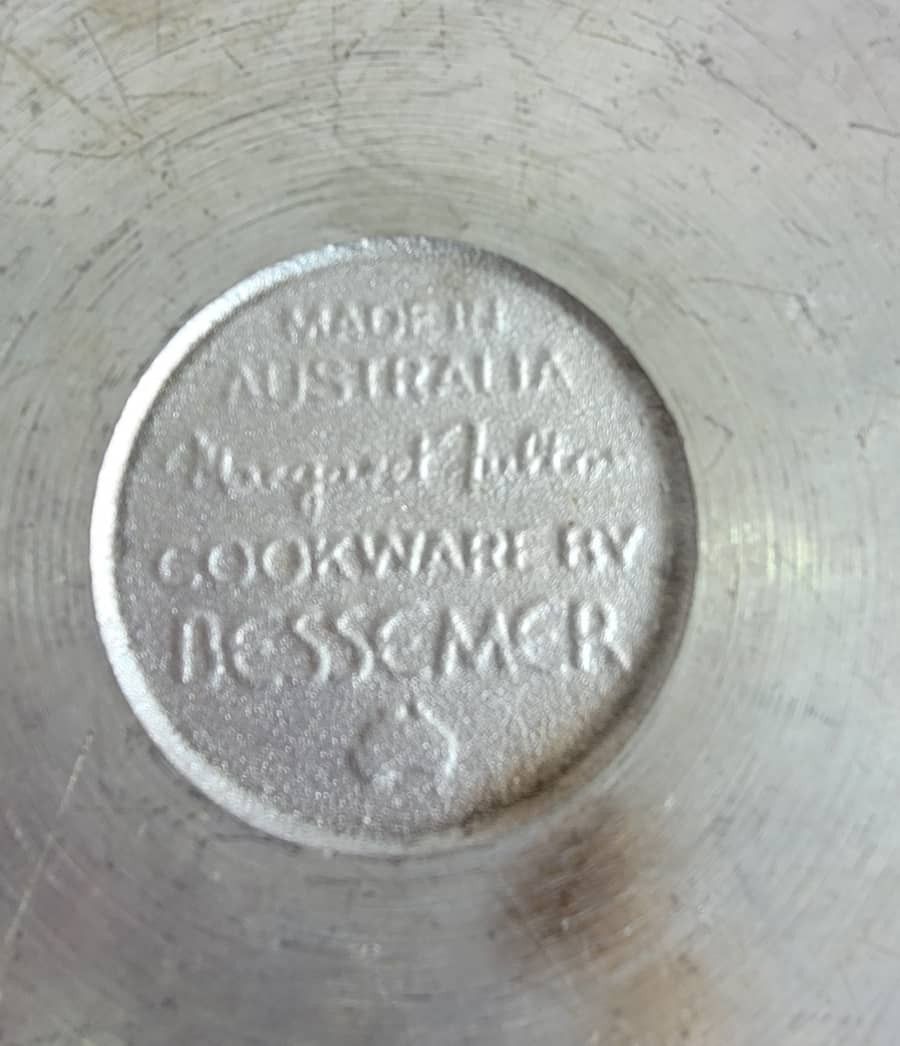 MADE IN
AUSTRALIA
Margaret Fulton
COOKWARE BY
BESSEMER